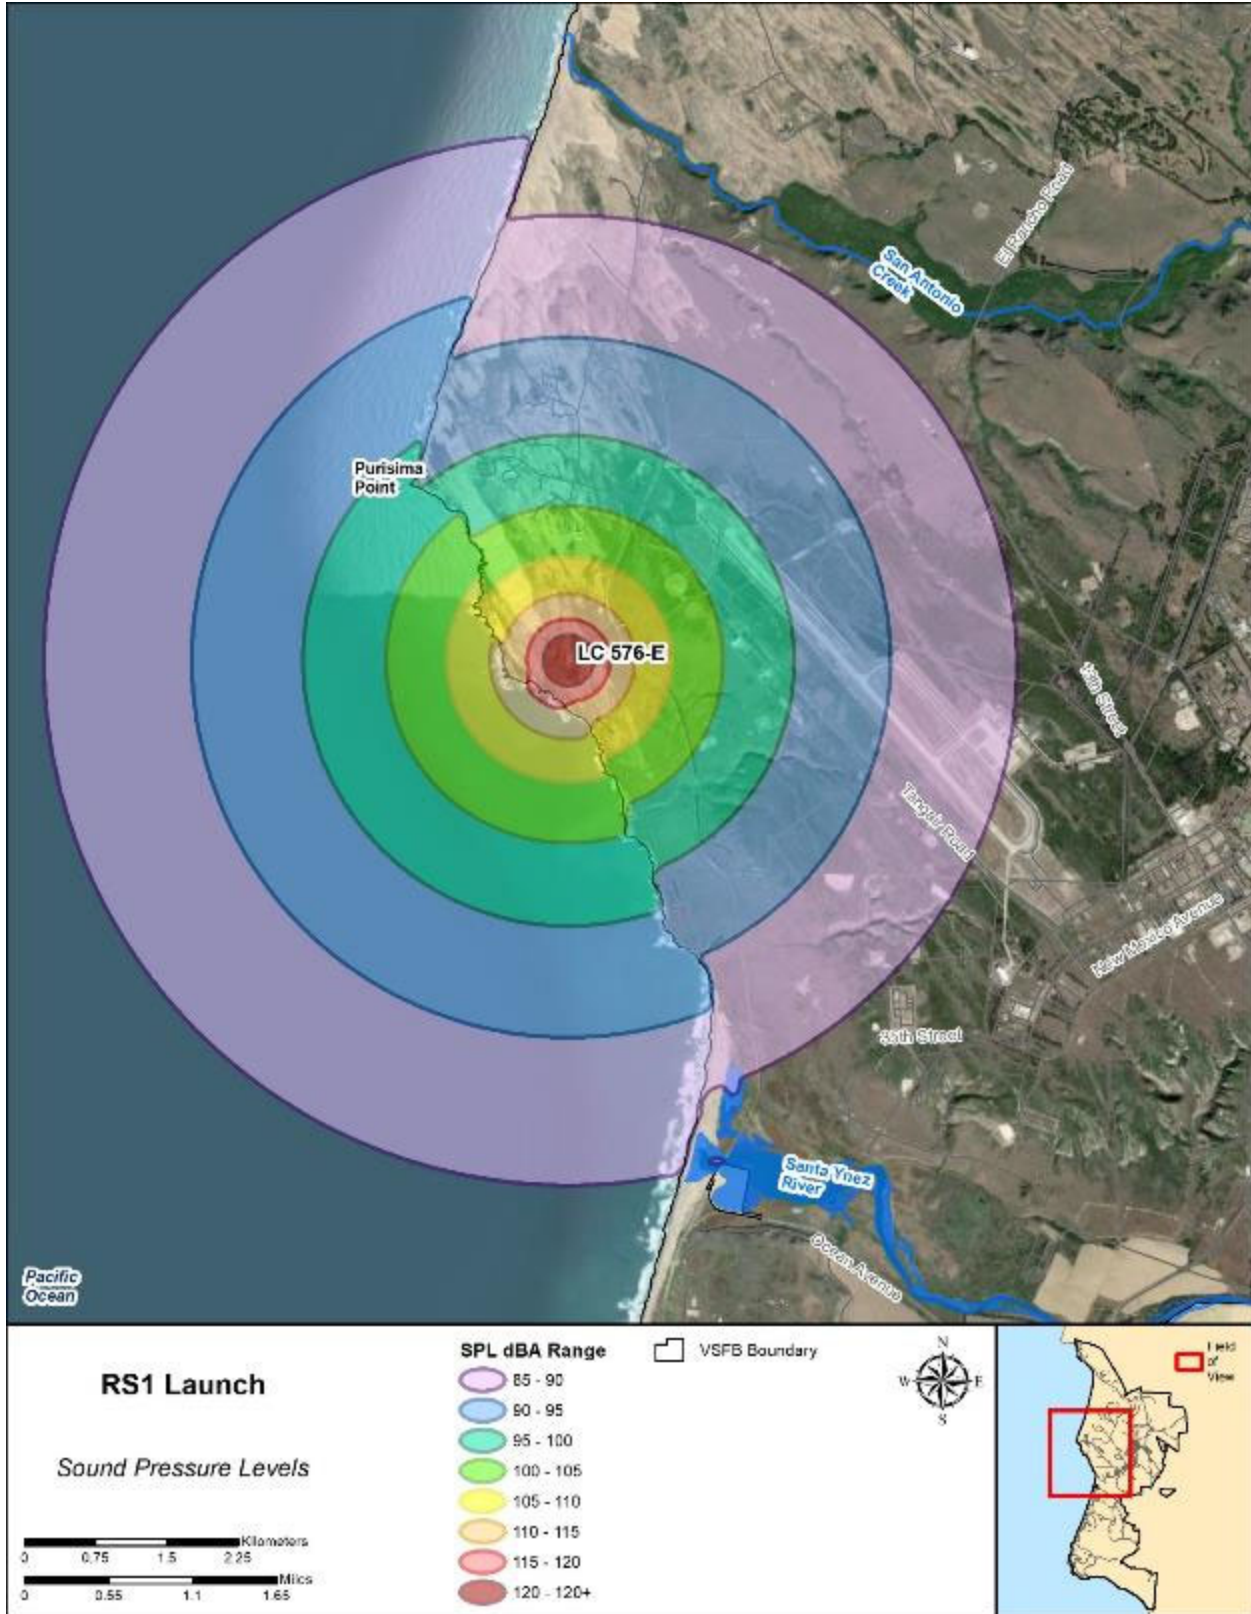 El Rancho Road
San Antonio
Creek
Purisima
Point
LC 576-E
13th Street
Tangair Road
New Mexico Avenue
35th Street
Santa Ynez
River
Ocean Avenue
Pacific
Ocean
RS1 Launch
Sound Pressure Levels
Kilometers
0 0.75 1.5 2.25
Miles
0 0.55 1.1 1.65
SPL dBA Range
85 - 90
90 - 95
95 - 100
100 - 105
105 - 110
110 - 115
115 - 120
120 - 120+
VSFB Boundary
N
W E
S
Field
of
View